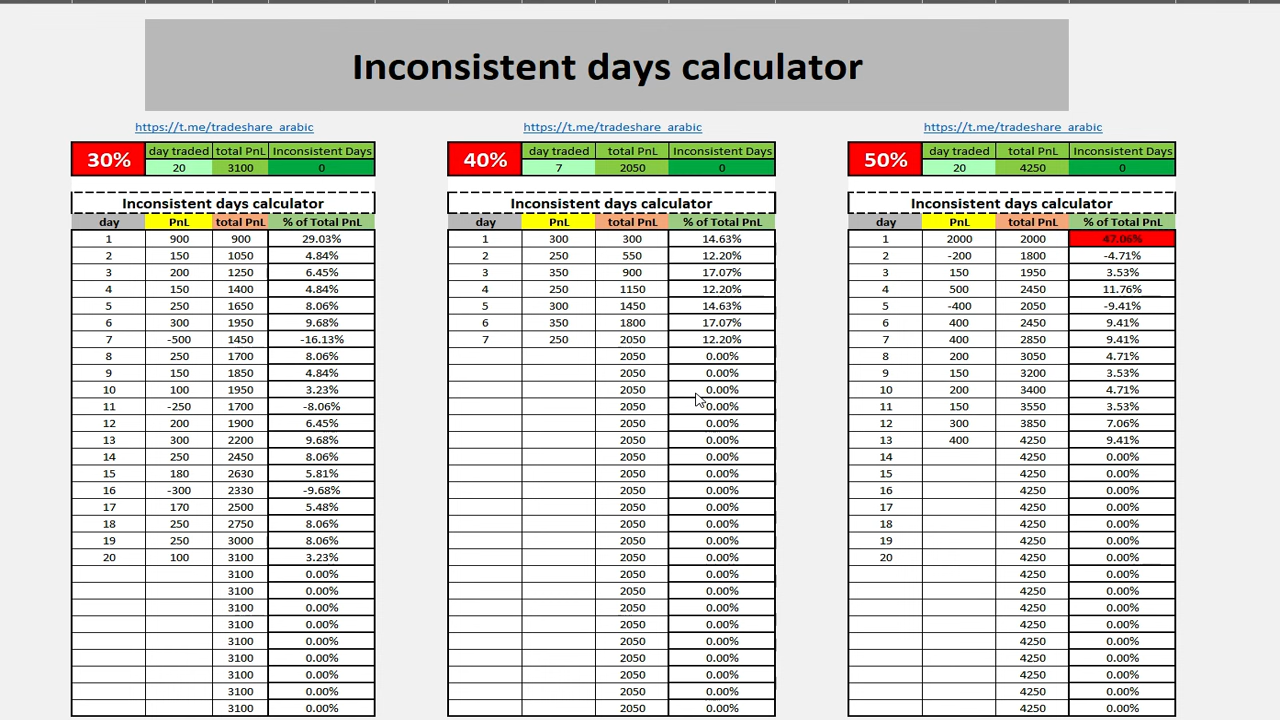 Inconsistent days calculator
https://t.me/tradeshare_arabic https://t.me/tradeshare_arabic https://t.me/tradeshare_arabic
30% day traded total PnL Inconsistent Days 40% day traded total PnL Inconsistent Days 50% day traded total PnL Inconsistent Days
20 3100 0 7 2050 0 20 4250 0
Inconsistent days calculator Inconsistent days calculator Inconsistent days calculator
day PnL total PnL % of Total PnL day PnL total PnL % of Total PnL day PnL total PnL % of Total PnL
1 900 900 29.03% 1 300 300 14.63% 1 2000 2000 47.06%
2 150 1050 4.84% 2 250 550 12.20% 2 -200 1800 -4.71%
3 200 1250 6.45% 3 350 900 17.07% 3 150 1950 3.53%
4 150 1400 4.84% 4 250 1150 12.20% 4 500 2450 11.76%
5 250 1650 8.06% 5 300 1450 14.63% 5 -400 2050 -9.41%
6 300 1950 9.68% 6 350 1800 17.07% 6 400 2450 9.41%
7 -500 1450 -16.13% 7 250 2050 12.20% 7 400 2850 9.41%
8 250 1700 8.06% 2050 0.00% 8 200 3050 4.71%
9 150 1850 4.84% 2050 0.00% 9 150 3200 3.53%
10 100 1950 3.23% 2050 0.00% 10 200 3400 4.71%
11 -250 1700 -8.06% 2050 0.00% 11 150 3550 3.53%
12 200 1900 6.45% 2050 0.00% 12 300 3850 7.06%
13 300 2200 9.68% 2050 0.00% 13 400 4250 9.41%
14 250 2450 8.06% 2050 0.00% 14 4250 0.00%
15 180 2630 5.81% 2050 0.00% 15 4250 0.00%
16 -300 2330 -9.68% 2050 0.00% 16 4250 0.00%
17 170 2500 5.48% 2050 0.00% 17 4250 0.00%
18 250 2750 8.06% 2050 0.00% 18 4250 0.00%
19 250 3000 8.06% 2050 0.00% 19 4250 0.00%
20 100 3100 3.23% 2050 0.00% 20 4250 0.00%
3100 0.00% 2050 0.00% 4250 0.00%
3100 0.00% 2050 0.00% 4250 0.00%
3100 0.00% 2050 0.00% 4250 0.00%
3100 0.00% 2050 0.00% 4250 0.00%
3100 0.00% 2050 0.00% 4250 0.00%
3100 0.00% 2050 0.00% 4250 0.00%
3100 0.00% 2050 0.00% 4250 0.00%
3100 0.00% 2050 0.00% 4250 0.00%
3100 0.00% 2050 0.00% 4250 0.00%